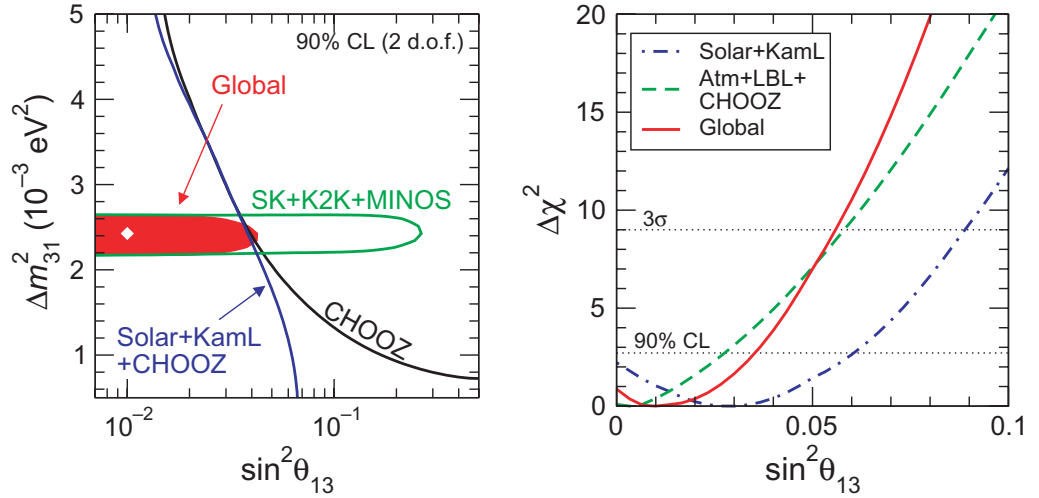 5
4
3
2
1
Δm²₃₁ (10⁻³ eV²)
90% CL (2 d.o.f.)
Global
SK+K2K+MINOS
Solar+KamL
+CHOOZ
CHOOZ
10⁻²
10⁻¹
sin²θ₁₃
20
15
10
5
0
Δχ²
Solar+KamL
Atm+LBL+
CHOOZ
Global
3σ
90% CL
0
0.05
0.1
sin²θ₁₃